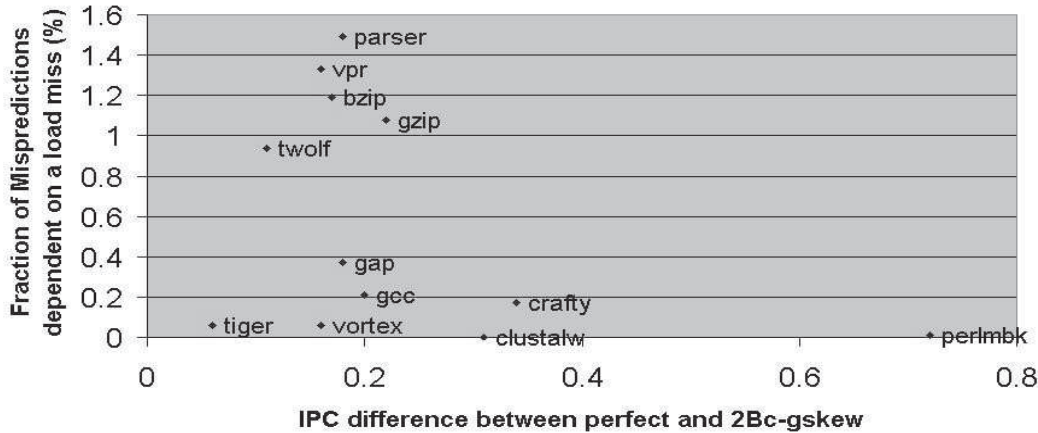 Fraction of Mispredictions
dependent on a load miss (%)
1.6
1.4
1.2
1
0.8
0.6
0.4
0.2
0
parser
vpr
bzip
gzip
twolf
gap
gcc
crafty
tiger
vortex
clustalw
perlmbk
0 0.2 0.4 0.6 0.8
IPC difference between perfect and 2Bc-gskew